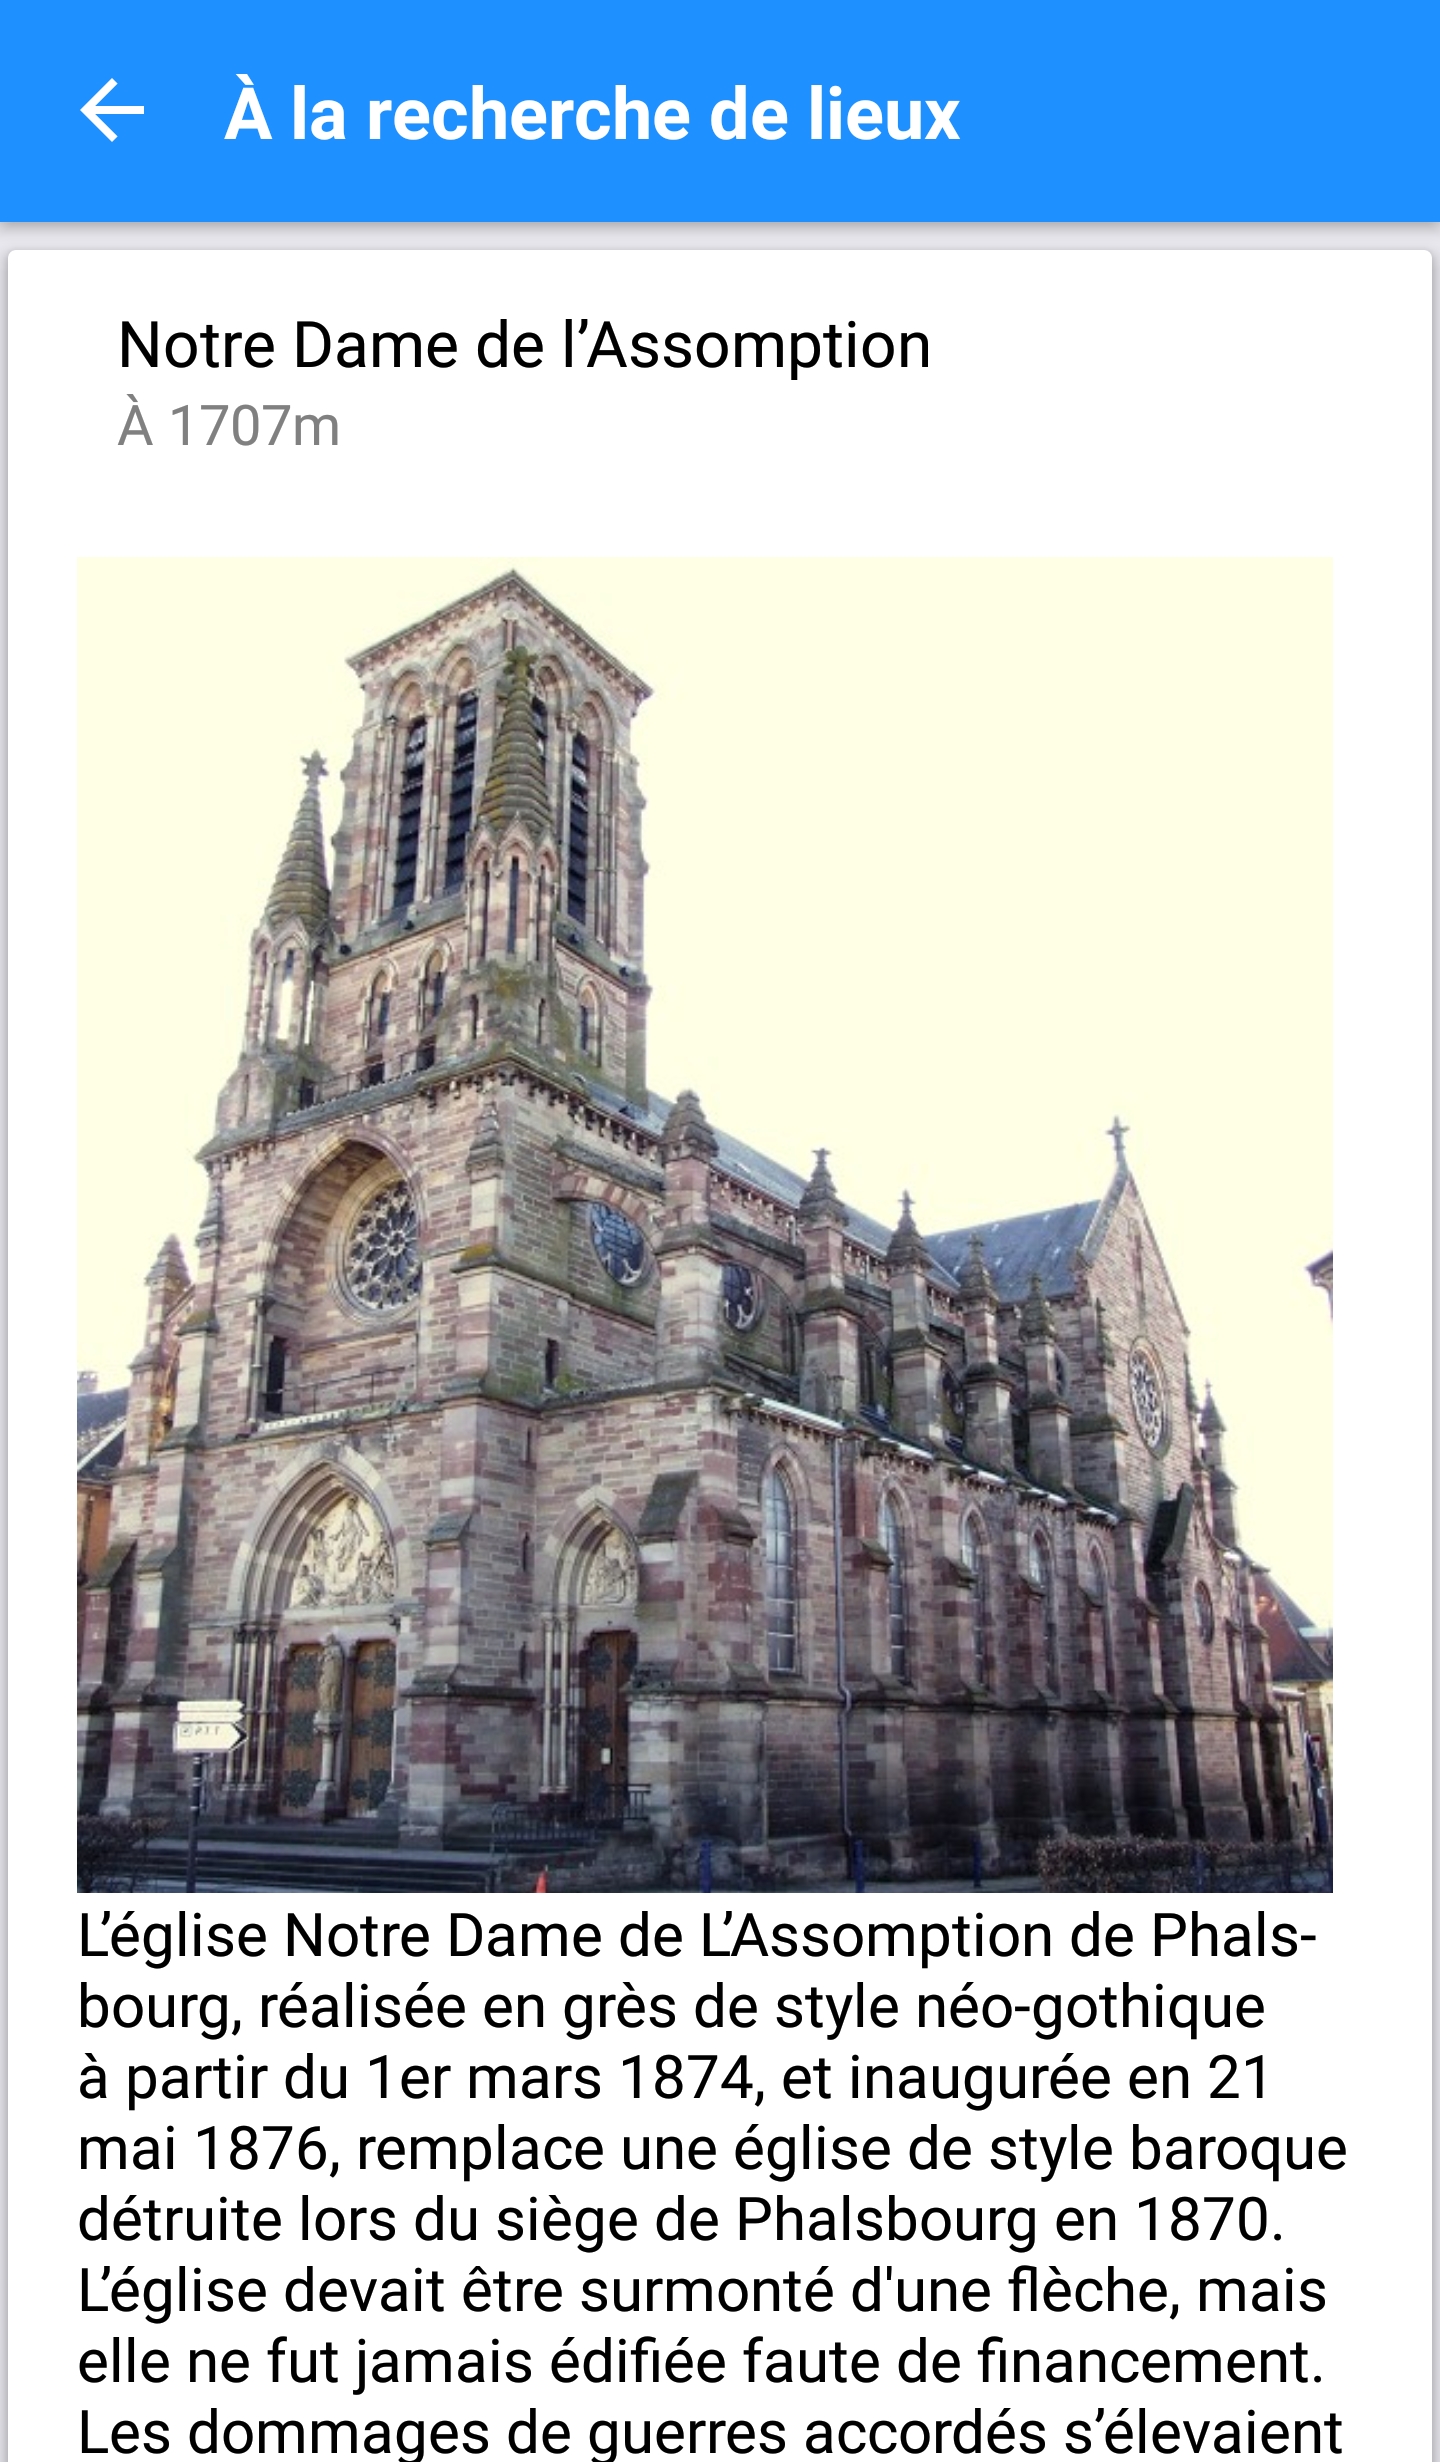 À la recherche de lieux
Notre Dame de l’Assomption
À 1707m
PTT
L’église Notre Dame de L’Assomption de Phals-
bourg, réalisée en grès de style néo-gothique
à partir du 1er mars 1874, et inaugurée en 21
mai 1876, remplace une église de style baroque
détruite lors du siège de Phalsbourg en 1870.
L’église devait être surmonté d'une flèche, mais
elle ne fut jamais édifiée faute de financement.
Les dommages de guerres accordés s’élevaient